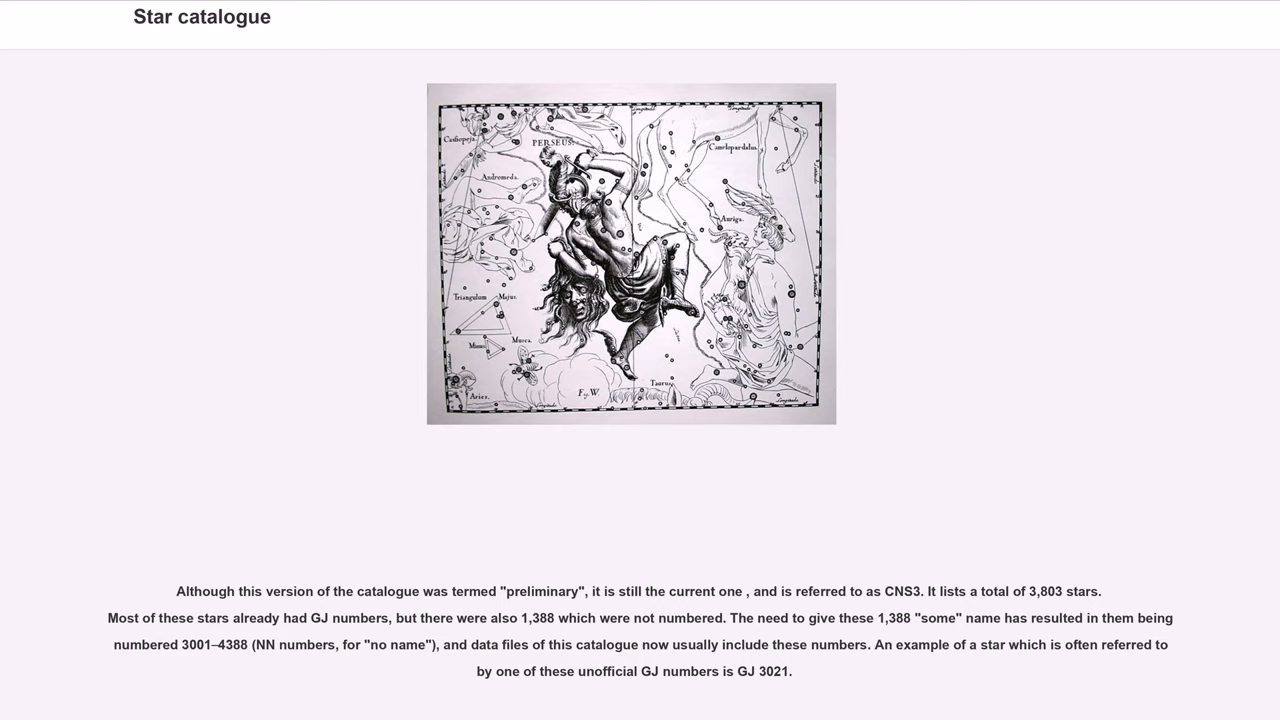 Star catalogue
Longitudo
Longitudo
Cassiopeja.
PERSEUS.
Camelopardalus.
Andromeda.
Auriga.
Triangulum Majus.
Minus.
Musca.
Taurus.
Aries.
Fig. W.
Longitudo
Longitudo
Although this version of the catalogue was termed "preliminary", it is still the current one , and is referred to as CNS3. It lists a total of 3,803 stars.
Most of these stars already had GJ numbers, but there were also 1,388 which were not numbered. The need to give these 1,388 "some" name has resulted in them being
numbered 3001–4388 (NN numbers, for "no name"), and data files of this catalogue now usually include these numbers. An example of a star which is often referred to
by one of these unofficial GJ numbers is GJ 3021.